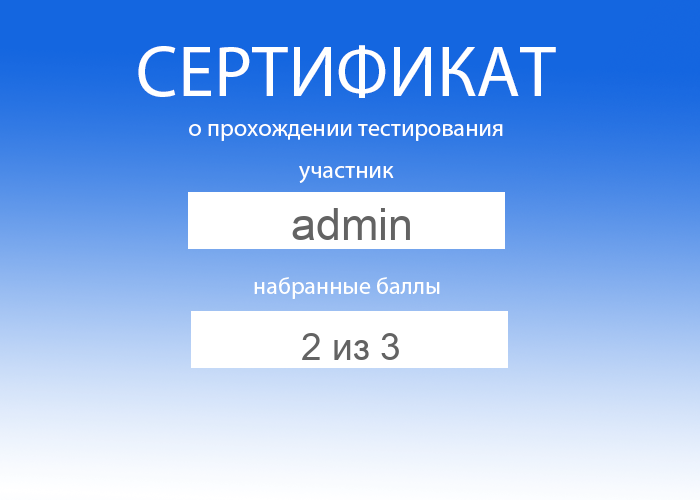 СЕРТИФИКАТ
о прохождении тестирования
участник
admin
набранные баллы
2 из 3